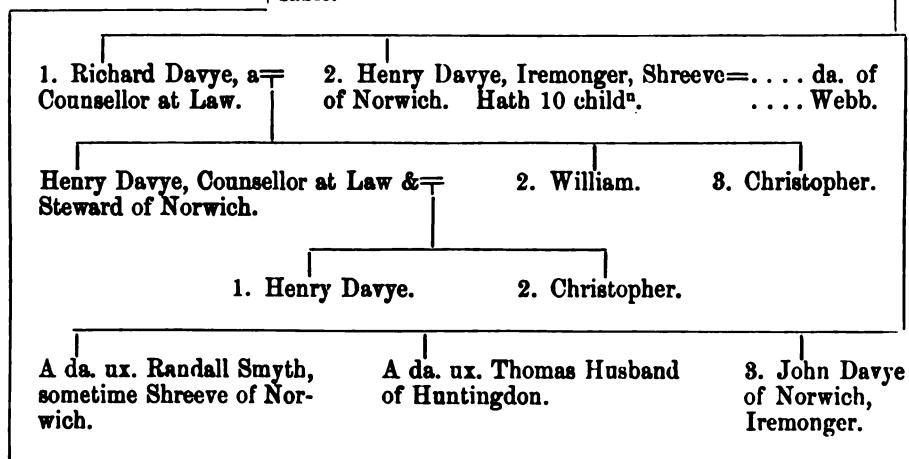 1. Richard Davye, a
Counsellor at Law.
2. Henry Davye, Iremonger, Shreeve=.... da. of
of Norwich. Hath 10 childⁿ. .... Webb.
Henry Davye, Counsellor at Law &
Steward of Norwich.
2. William.
3. Christopher.
1. Henry Davye.
2. Christopher.
A da. ux. Randall Smyth,
sometime Shreeve of Nor-
wich.
A da. ux. Thomas Husband
of Huntingdon.
3. John Davye
of Norwich,
Iremonger.